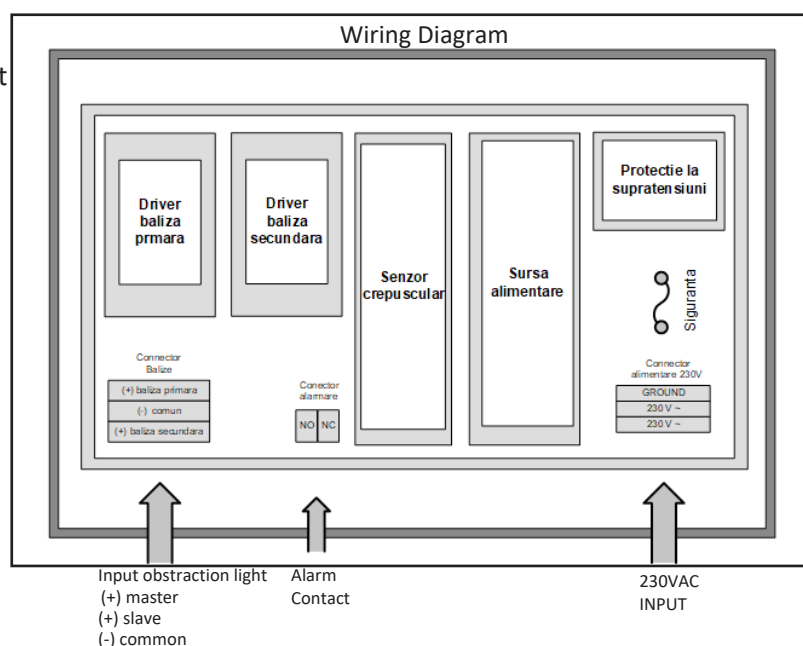 Wiring Diagram
t
Driver
baliza
prmara
Driver
baliza
secundara
Senzor
crepuscular
Sursa
alimentare
Protectie la
supratensiuni
Siguranta
Connector
Balize
(+) baliza primara
(-) comun
(+) baliza secundara
Conector
alarmare
NO NC
Connector
alimentare 230V
GROUND
230 V ~
230 V ~
Input obstraction light
(+) master
(+) slave
(-) common
Alarm
Contact
230VAC
INPUT